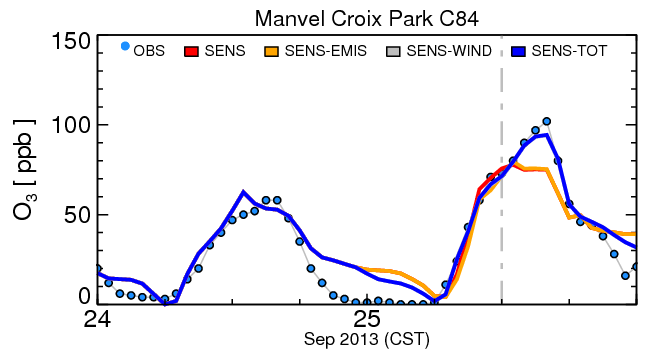 Manvel Croix Park C84
150
OBS SENS SENS-EMIS SENS-WIND SENS-TOT
100
O3 [ ppb ]
50
0
24 25
Sep 2013 (CST)